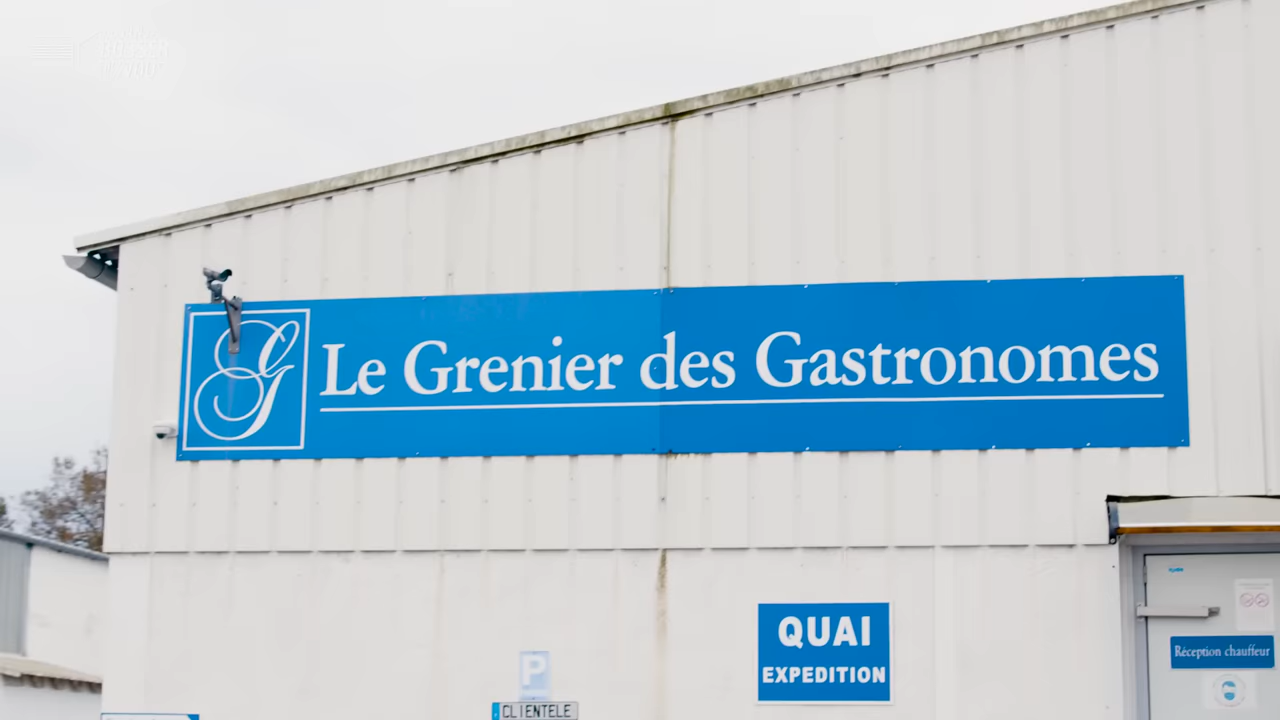 Le Grenier des Gastronomes
QUAI
EXPEDITION
Réception chauffeur
P
CLIENTELE